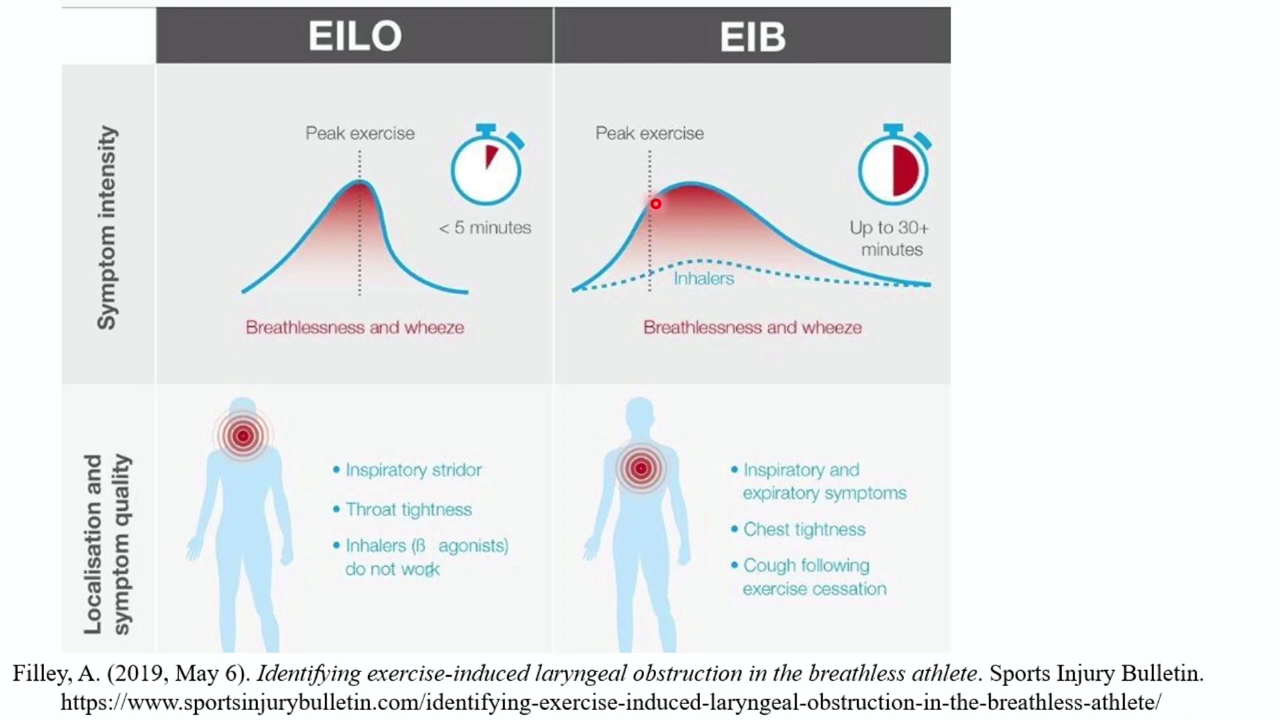 EILO
EIB
Symptom intensity
Peak exercise
< 5 minutes
Breathlessness and wheeze
Peak exercise
Up to 30+
minutes
Inhalers
Breathlessness and wheeze
Localisation and
symptom quality
• Inspiratory stridor
• Throat tightness
• Inhalers (β agonists)
do not work
2
• Inspiratory and
expiratory symptoms
• Chest tightness
• Cough following
exercise cessation
Filley, A. (2019, May 6). Identifying exercise-induced laryngeal obstruction in the breathless athlete. Sports Injury Bulletin.
https://www.sportsinjurybulletin.com/identifying-exercise-induced-laryngeal-obstruction-in-the-breathless-athlete/